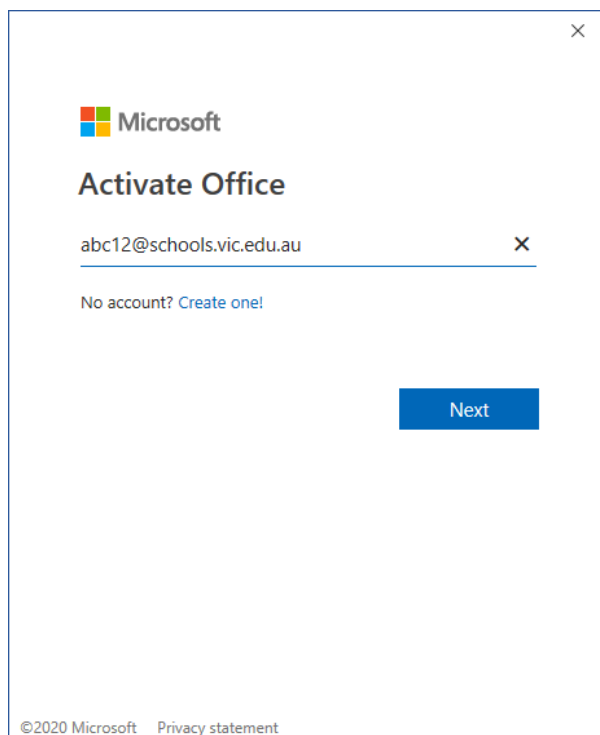 Microsoft
Activate Office
abc12@schools.vic.edu.au
No account? Create one!
Next
©2020 Microsoft Privacy statement